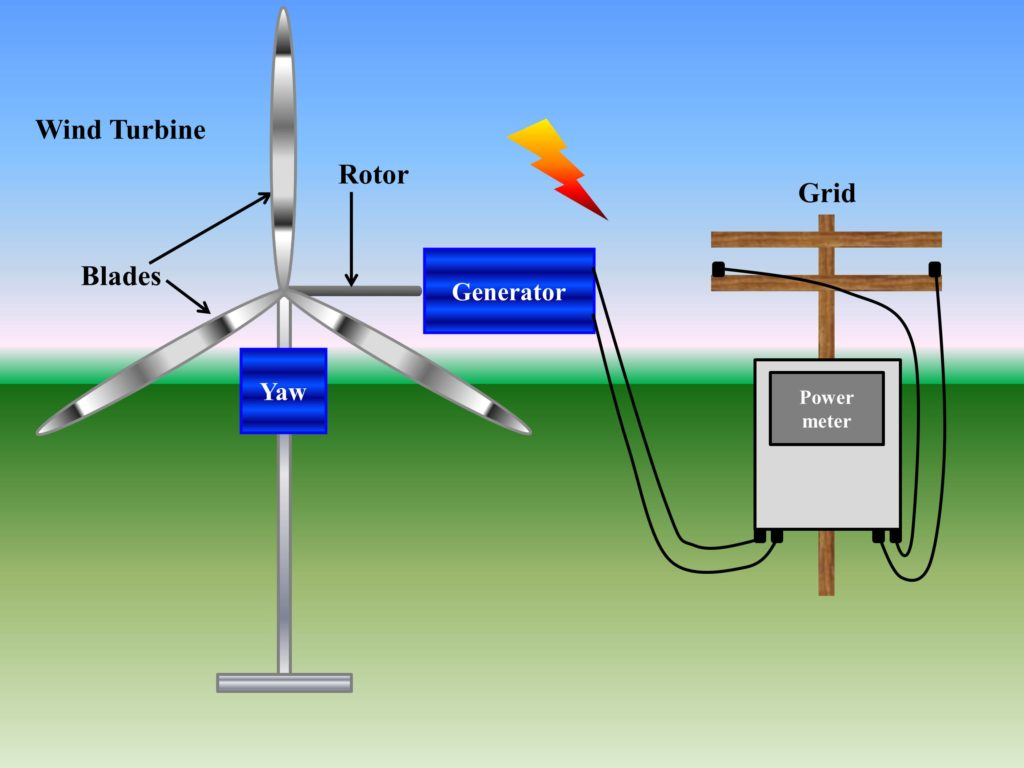 Wind Turbine
Rotor
Grid
Blades
Generator
Yaw
Power
meter